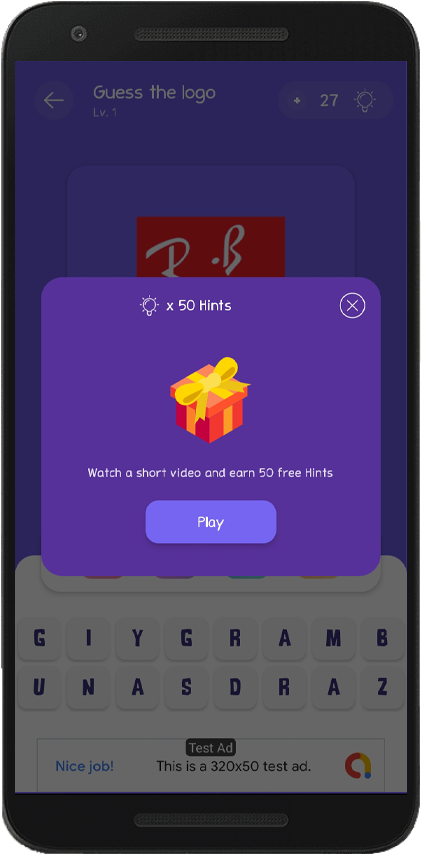 Guess the logo
Lv. 1
+ 27
R B
x 50 Hints
Watch a short video and earn 50 free Hints
Play
G I Y G R A M B
U N A S D R A Z
Test Ad
Nice job! This is a 320x50 test ad.